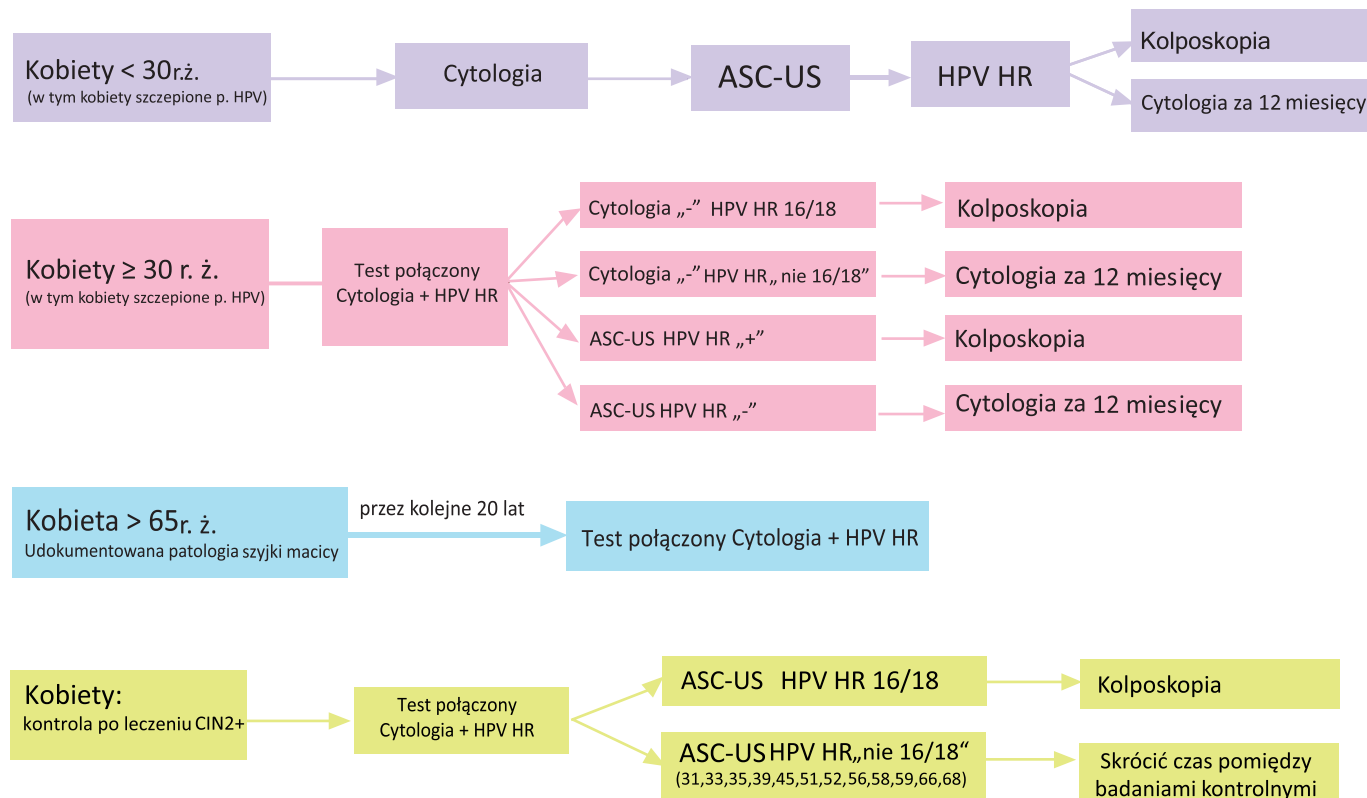 Kobiety < 30r.ż.
(w tym kobiety szczepione p. HPV)
Cytologia
ASC-US
HPV HR
Kolposkopia
Cytologia za 12 miesięcy
Kobiety ≥ 30 r. ż.
(w tym kobiety szczepione p. HPV)
Test połączony
Cytologia + HPV HR
Cytologia „-” HPV HR 16/18
Kolposkopia
Cytologia „-” HPV HR „ nie 16/18”
Cytologia za 12 miesięcy
ASC-US HPV HR „+”
Kolposkopia
ASC-US HPV HR „-”
Cytologia za 12 miesięcy
Kobieta > 65r. ż.
Udokumentowana patologia szyjki macicy
przez kolejne 20 lat
Test połączony Cytologia + HPV HR
Kobiety:
kontrola po leczeniu CIN2+
Test połączony
Cytologia + HPV HR
ASC-US HPV HR 16/18
Kolposkopia
ASC-US HPV HR „nie 16/18“
(31,33,35,39,45,51,52,56,58,59,66,68)
Skrócić czas pomiędzy
badaniami kontrolnymi